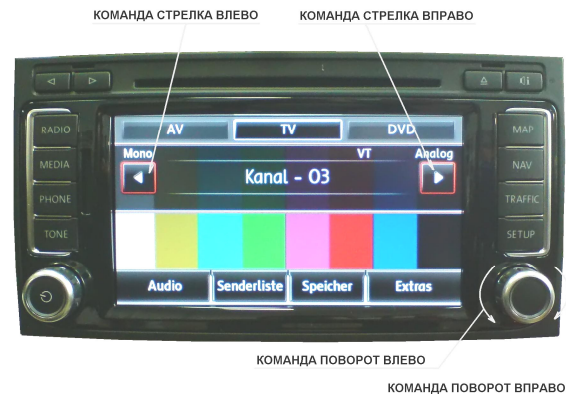 КОМАНДА СТРЕЛКА ВЛЕВО
КОМАНДА СТРЕЛКА ВПРАВО
AV
TV
DVD
RADIO
MEDIA
PHONE
TONE
MAP
NAV
TRAFFIC
SETUP
Mono
VT
Analog
Kanal - 03
Audio
Senderliste
Speicher
Extras
КОМАНДА ПОВОРОТ ВЛЕВО
КОМАНДА ПОВОРОТ ВПРАВО